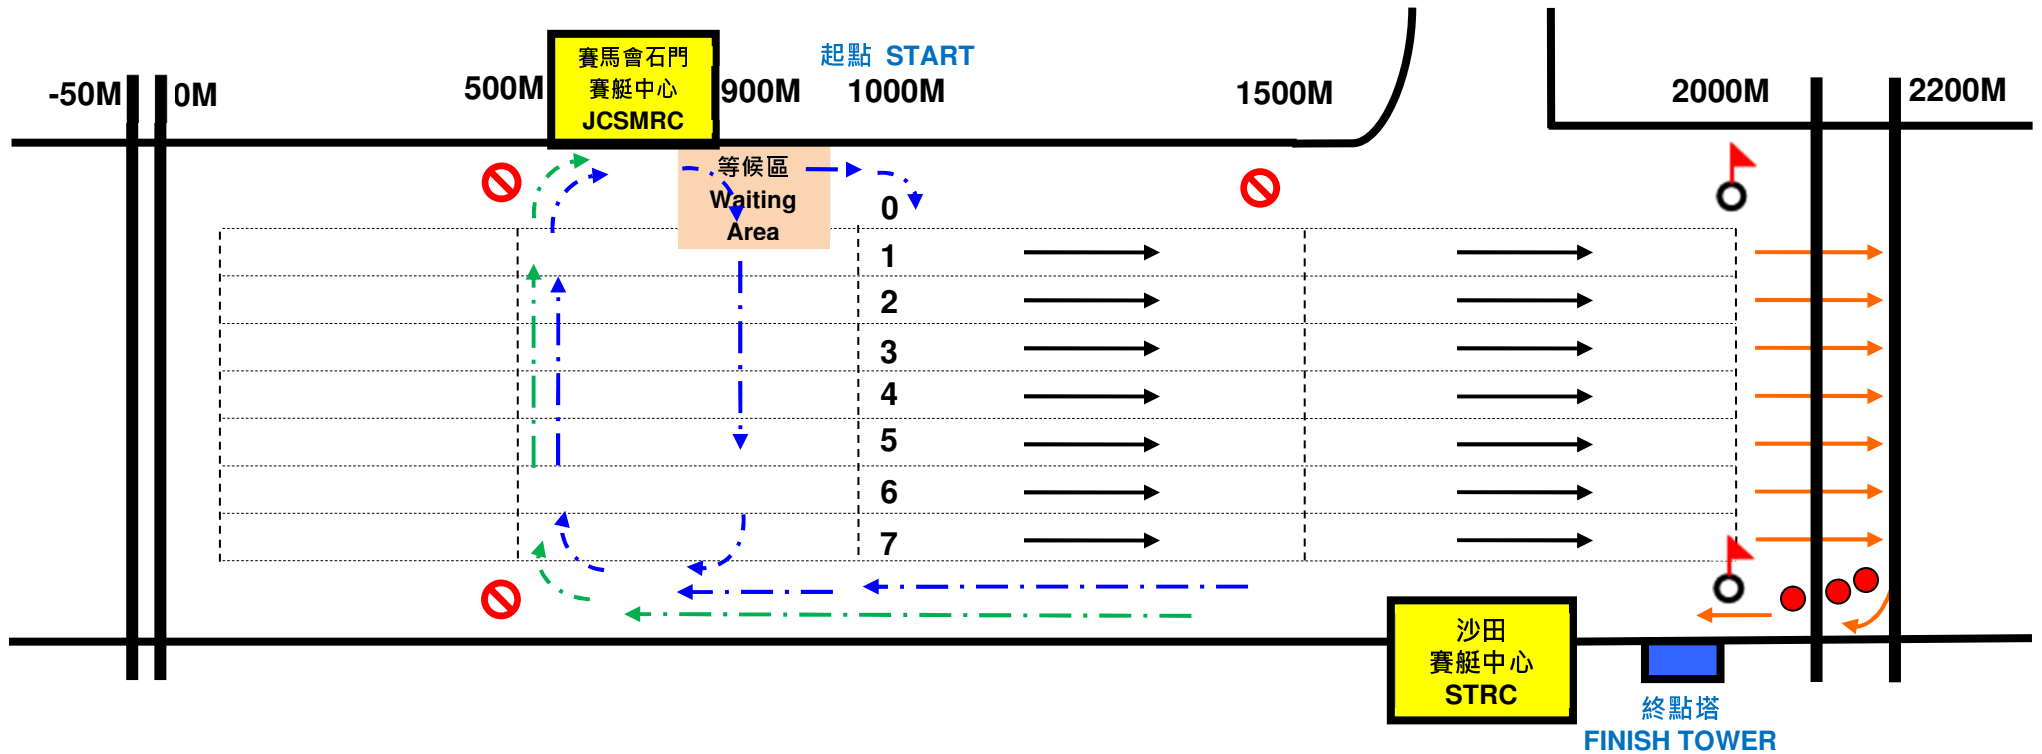 -50M
0M
500M
賽馬會石門
賽艇中心
JCSMRC
900M
起點 START
1000M
1500M
2000M
2200M
等候區
Waiting
Area
0
1
2
3
4
5
6
7
沙田
賽艇中心
STRC
終點塔
FINISH TOWER